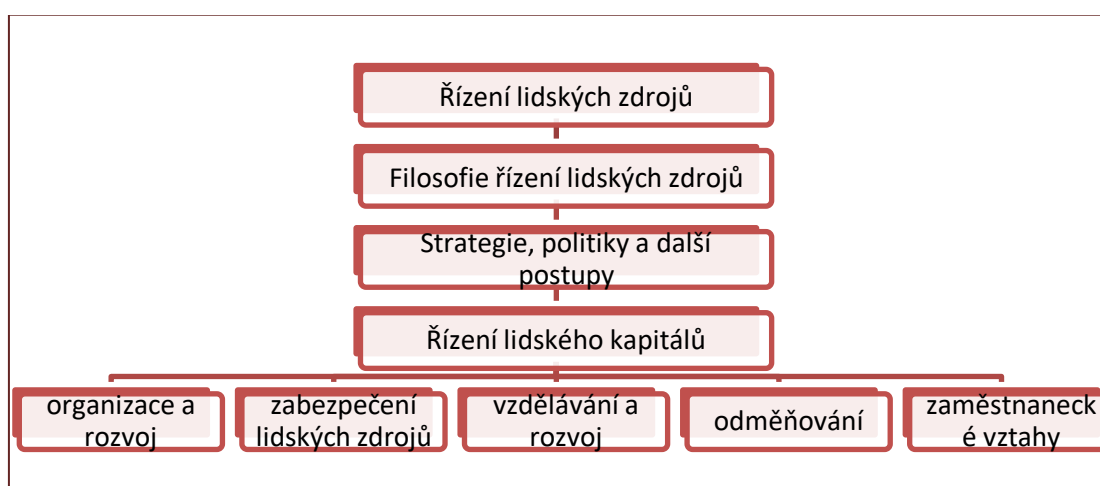 Řízení lidských zdrojů
Filosofie řízení lidských zdrojů
Strategie, politiky a další
postupy
Řízení lidského kapitálů
organizace a
rozvoj
zabezpečení
lidských zdrojů
vzdělávání a
rozvoj
odměňování
zaměstnaneck
é vztahy